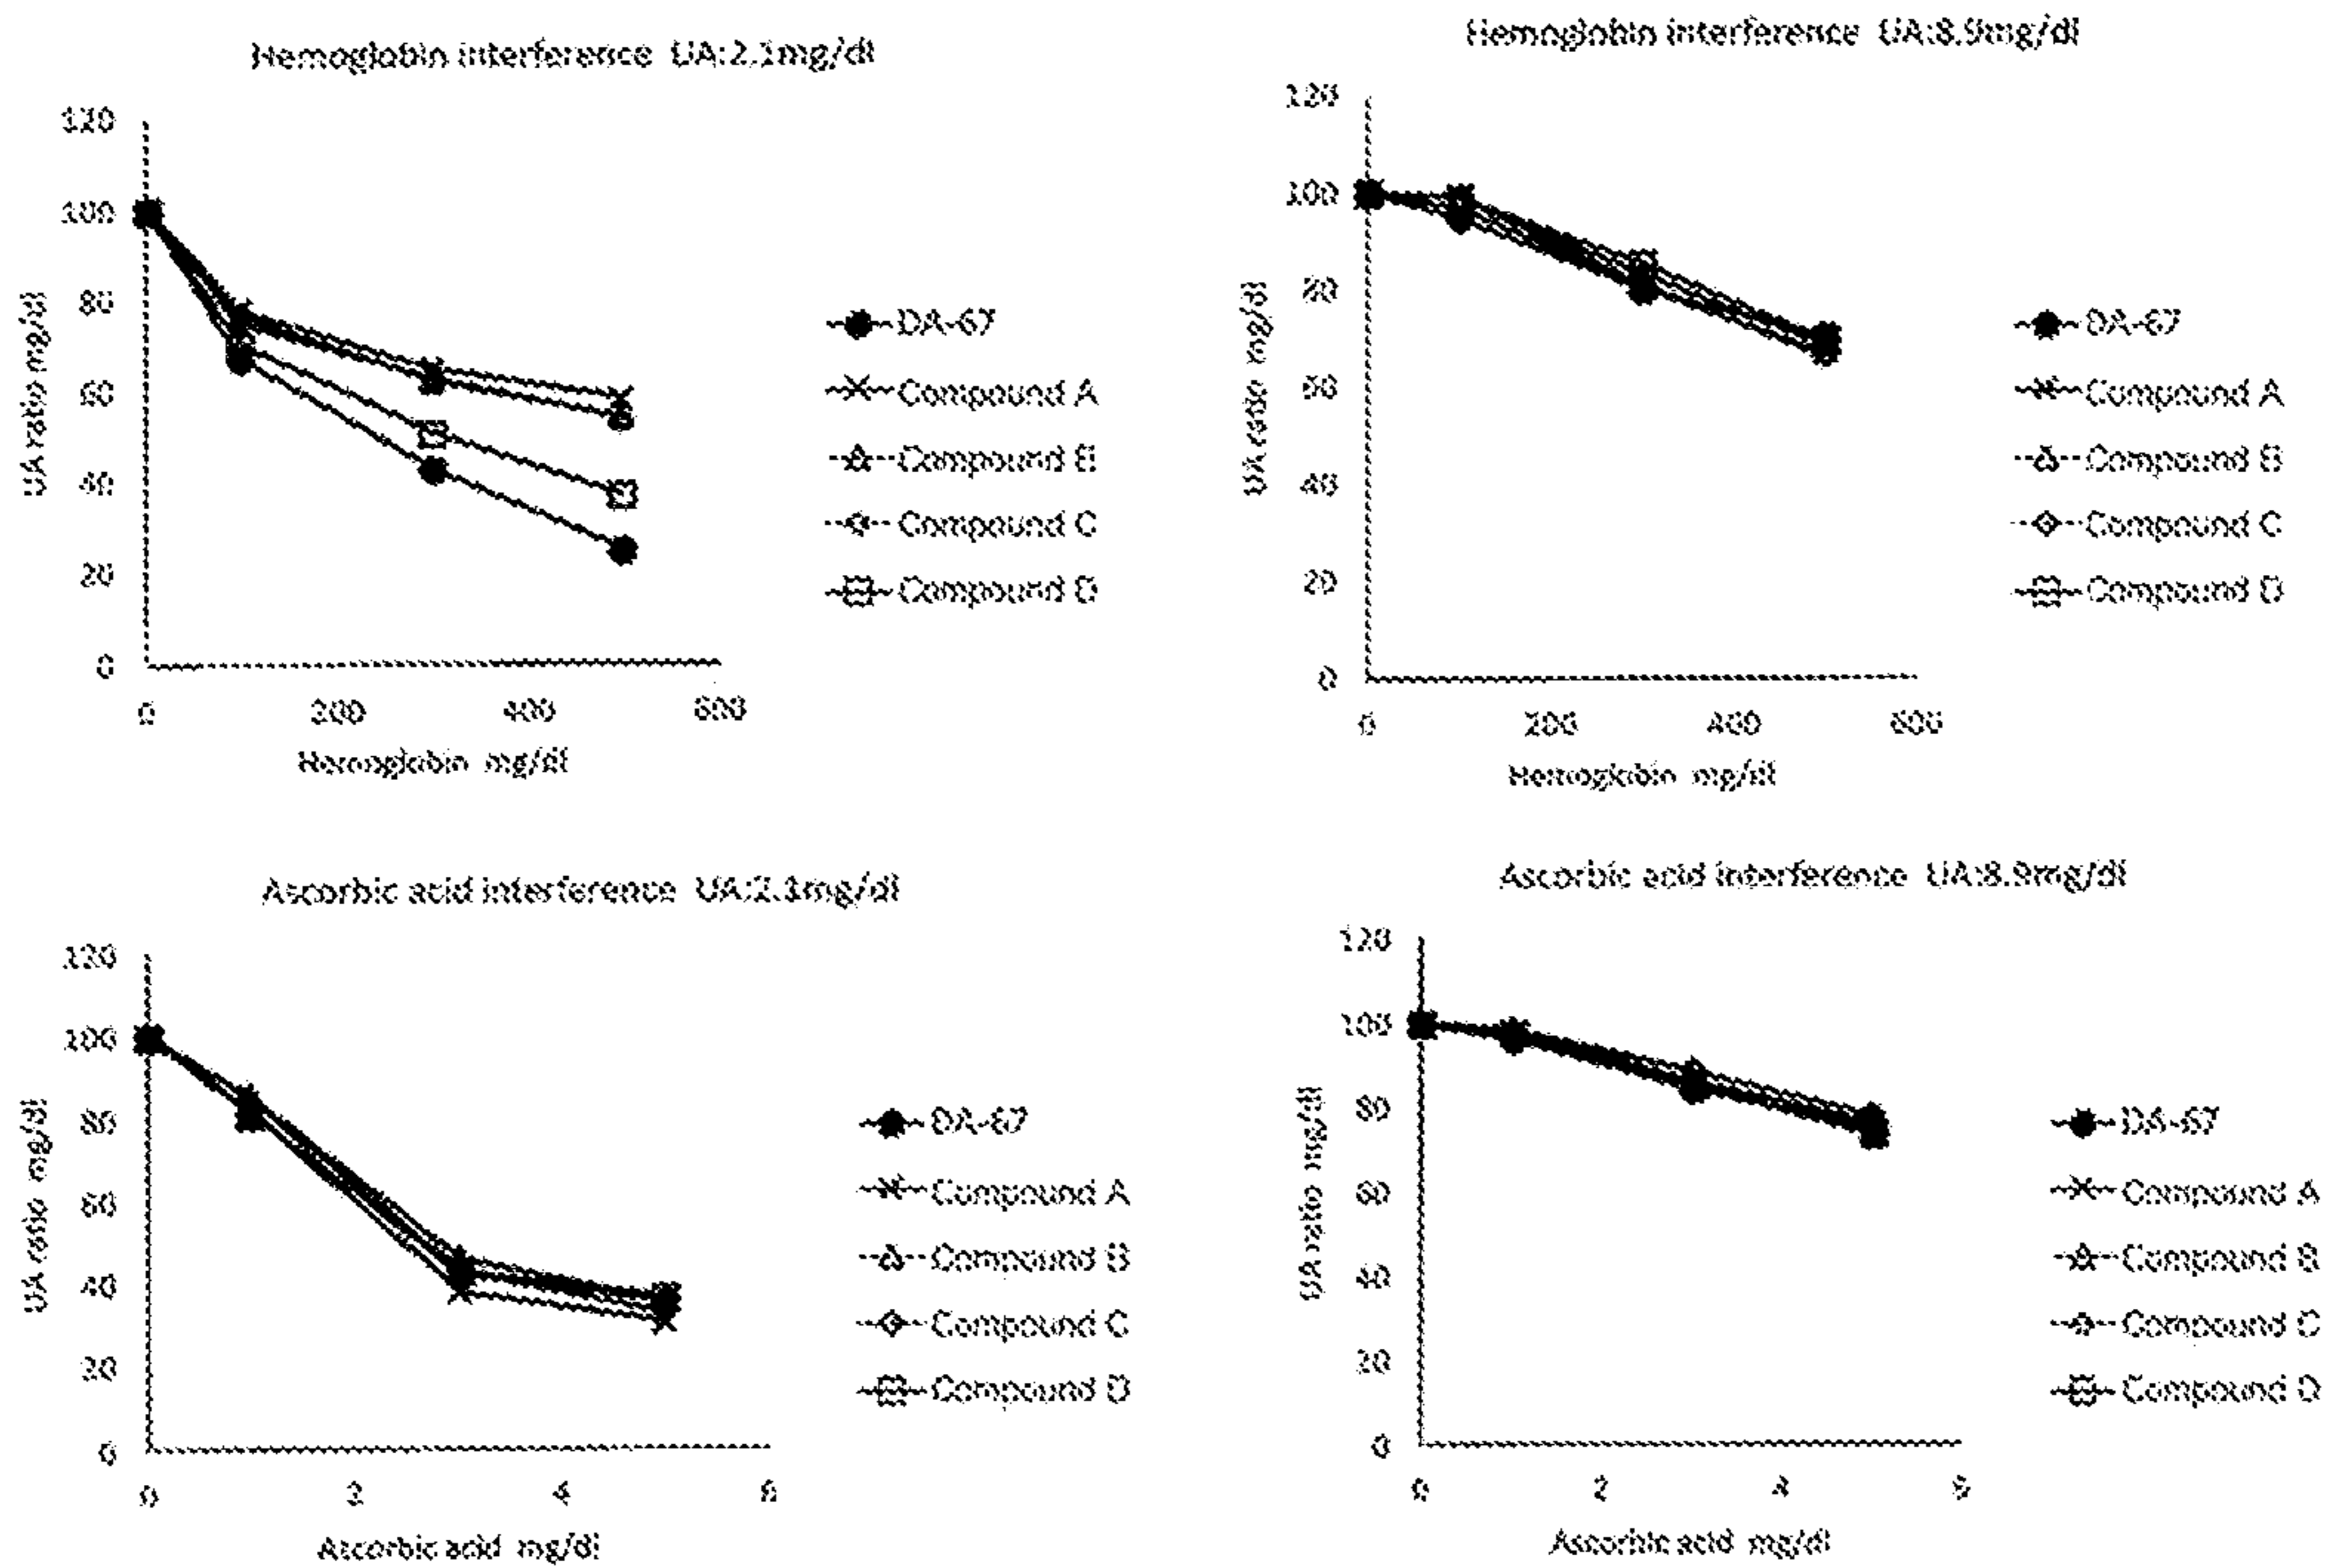 Hemoglobin interference UA:2.1mg/dl
120
100
80
60
40
20
0
UA ratio mg/dl
0 200 400 600
Hemoglobin mg/dl
DA-67
Compound A
Compound B
Compound C
Compound D
Hemoglobin interference UA:8.9mg/dl
120
100
80
60
40
20
0
UA ratio mg/dl
0 200 400 600
Hemoglobin mg/dl
DA-67
Compound A
Compound B
Compound C
Compound D
Ascorbic acid interference UA:2.1mg/dl
120
100
80
60
40
20
0
UA ratio mg/dl
0 2 4 6
Ascorbic acid mg/dl
DA-67
Compound A
Compound B
Compound C
Compound D
Ascorbic acid interference UA:8.9mg/dl
120
100
80
60
40
20
0
UA ratio mg/dl
0 2 4 6
Ascorbic acid mg/dl
DA-67
Compound A
Compound B
Compound C
Compound D